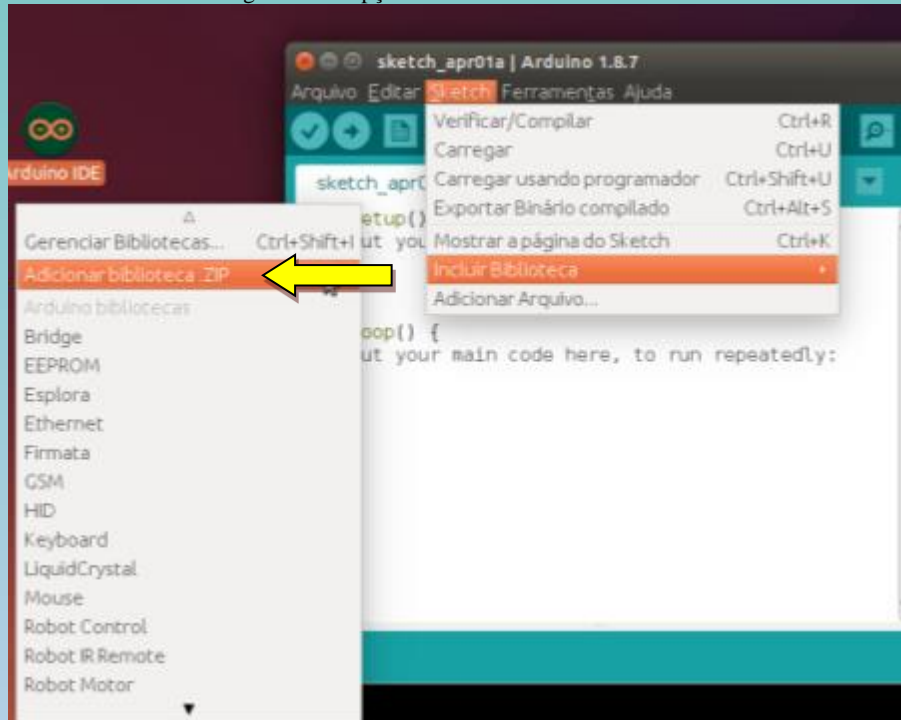 sketch_apr01a | Arduino 1.8.7
Arquivo Editar Sketch Ferramentas Ajuda
Arduino IDE
Verificar/Compilar Ctrl+R
Carregar Ctrl+U
Carregar usando programador Ctrl+Shift+U
Exportar Binário compilado Ctrl+Alt+S
Mostrar a página do Sketch Ctrl+K
Incluir Biblioteca
Adicionar Arquivo...
sketch_apr
etup()
ut you
oop() {
ut your main code here, to run repeatedly:
Gerenciar Bibliotecas... Ctrl+Shift+I
Adicionar biblioteca .ZIP
Arduino bibliotecas
Bridge
EEPROM
Esplora
Ethernet
Firmata
GSM
HID
Keyboard
LiquidCrystal
Mouse
Robot Control
Robot IR Remote
Robot Motor